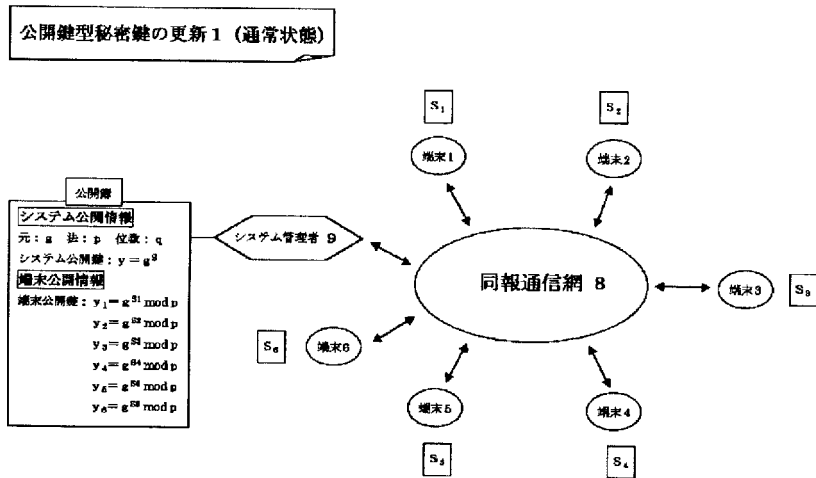 公開鍵型秘密鍵の更新1 (通常状態)
S₁
S₂
端末1
端末2
公開鍵
システム公開情報
元:g 法:p 位数:q
システム公開鍵:y=g^S
端末公開情報
端末公開鍵:y₁=g^S1 mod p
y₂=g^S2 mod p
y₃=g^S3 mod p
y₄=g^S4 mod p
y₅=g^S5 mod p
y₆=g^S6 mod p
システム管理者 9
同報通信網 8
端末3
S₃
S₆
端末6
端末5
端末4
S₅
S₄